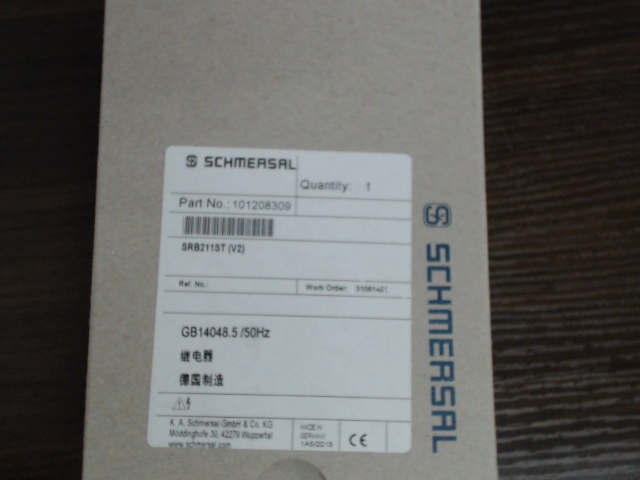 SCHMERSAL
Quantity: 1
Part No.:101208309
SRB211ST (V2)
Ref. No.:
Work Order:
GB14048.5 /50Hz
继电器
德国制造
K. A. Schmersal GmbH & Co. KG
Möddinghofe 30, 42279 Wuppertal
www.schmersal.com
MADE IN
GERMANY
CE
SCHMERSAL